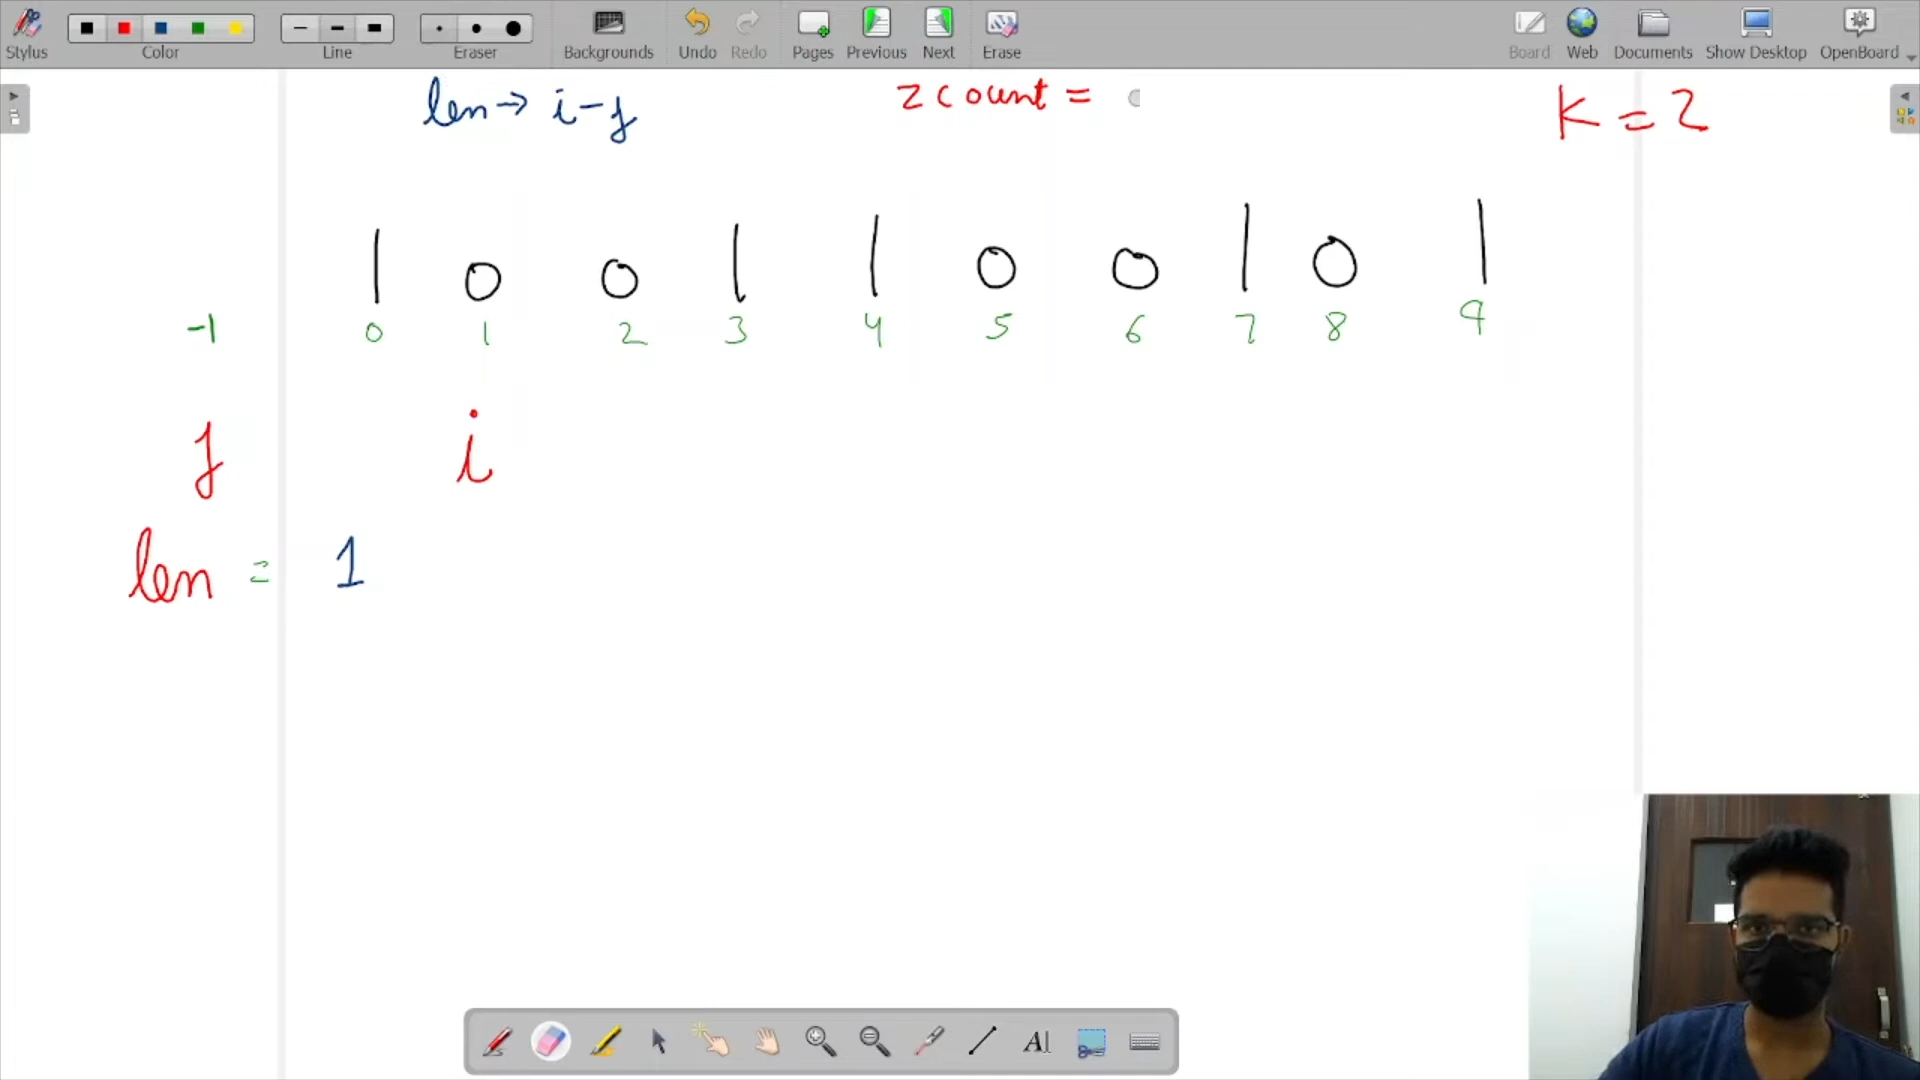 Stylus Color Line Eraser Backgrounds Undo Redo Pages Previous Next Erase Board Web Documents Show Desktop OpenBoard
len → i - j
zcount =
K = 2
1 0 0 1 1 0 0 1 0 1
-1 0 1 2 3 4 5 6 7 8 9
j i
len = 1
AI